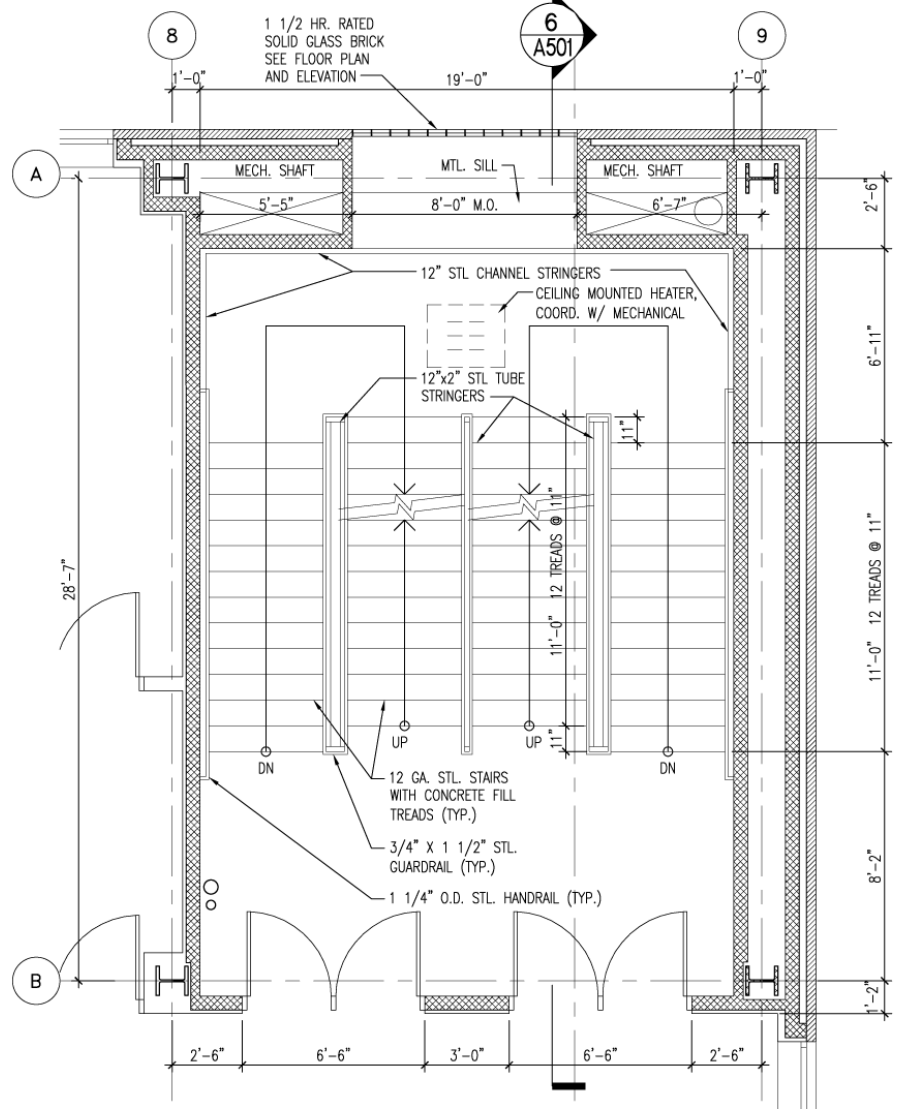 1 1/2 HR. RATED
SOLID GLASS BRICK
SEE FLOOR PLAN
AND ELEVATION
6
A501
8
9
1'-0"
19'-0"
1'-0"
A
MECH. SHAFT
MTL. SILL
MECH. SHAFT
5'-5"
8'-0" M.O.
6'-7"
2'-6"
12" STL CHANNEL STRINGERS
CEILING MOUNTED HEATER,
COORD. W/ MECHANICAL
6'-11"
12"x2" STL TUBE
STRINGERS
11"
28'-7"
11'-0" 12 TREADS @ 11"
11'-0" 12 TREADS @ 11"
UP
UP
11"
DN
DN
12 GA. STL. STAIRS
WITH CONCRETE FILL
TREADS (TYP.)
3/4" X 1 1/2" STL.
GUARDRAIL (TYP.)
1 1/4" O.D. STL. HANDRAIL (TYP.)
8'-2"
B
1'-2"
2'-6"
6'-6"
3'-0"
6'-6"
2'-6"